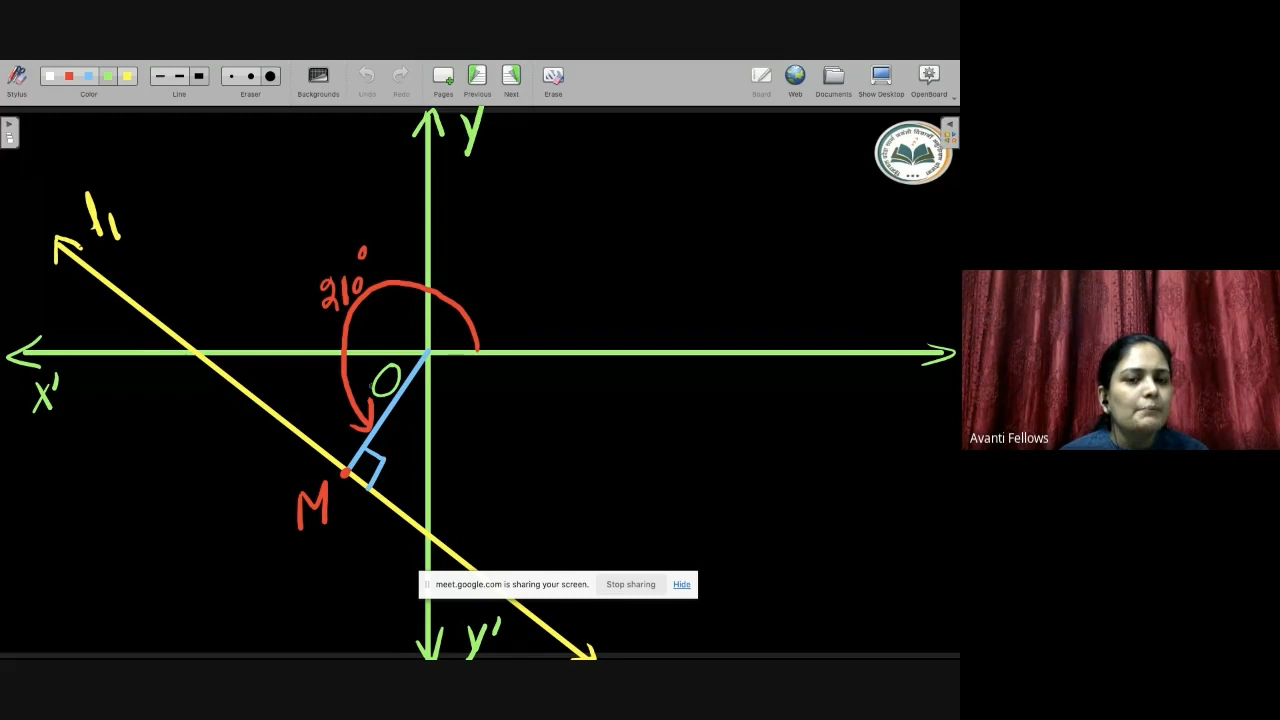 Stylus Color Line Eraser Backgrounds Undo Redo Pages Previous Next Erase Board Web Documents Show Desktop OpenBoard
y
l₁
210°
x'
O
M
Avanti Fellows
meet.google.com is sharing your screen. Stop sharing Hide
y'